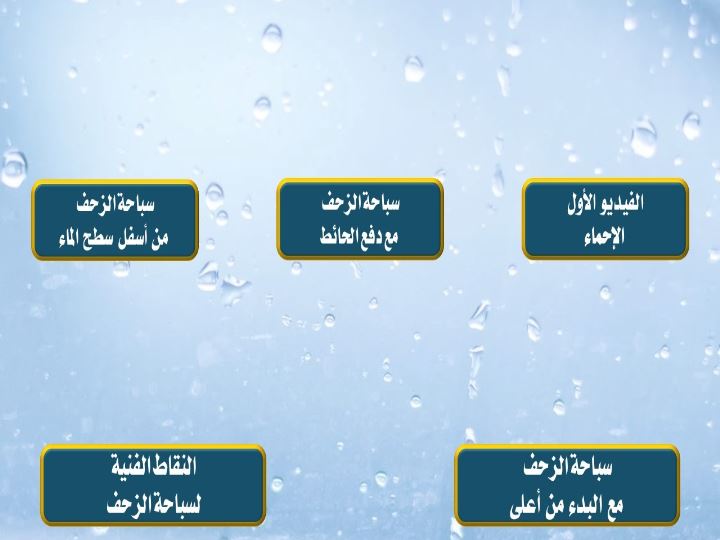 الفيديو الأول
الإحماء
سباحة الزحف
مع دفع الحائط
سباحة الزحف
من أسفل سطح الماء
سباحة الزحف
مع البدء من أعلى
النقاط الفنية
لسباحة الزحف